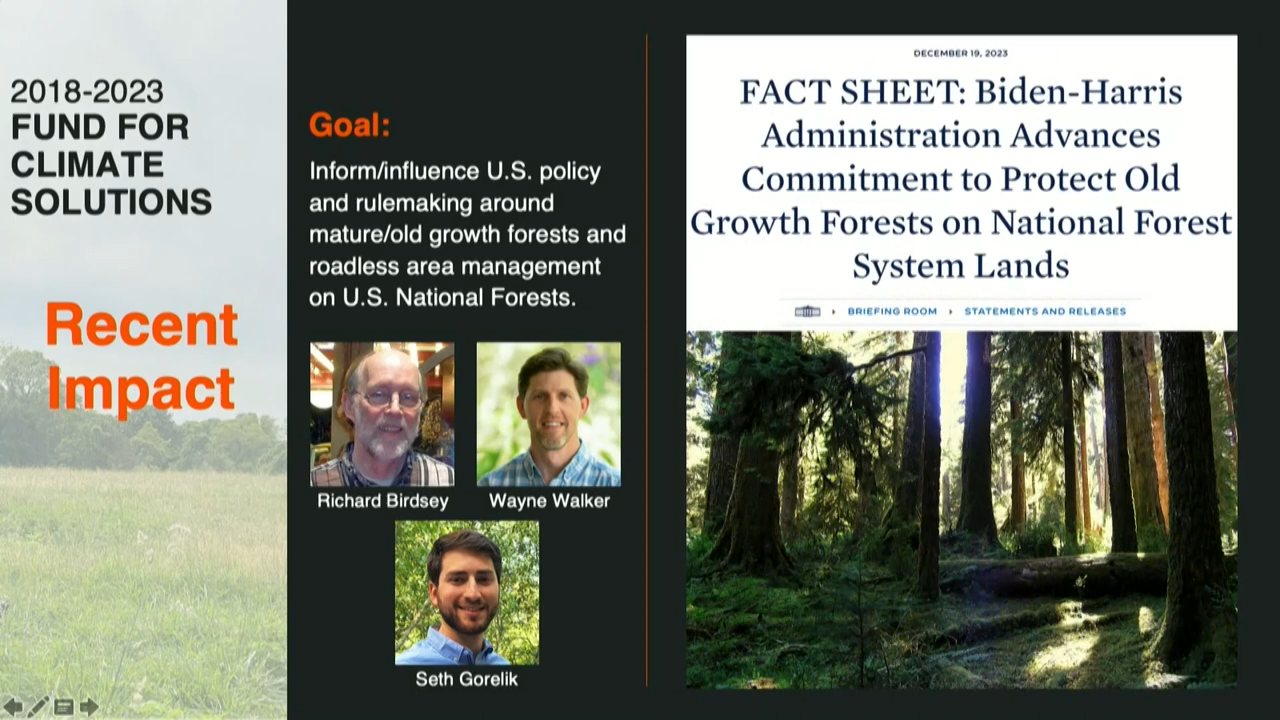 2018-2023
FUND FOR
CLIMATE
SOLUTIONS
Recent
Impact
Goal:
Inform/influence U.S. policy
and rulemaking around
mature/old growth forests and
roadless area management
on U.S. National Forests.
Richard Birdsey
Wayne Walker
Seth Gorelik
DECEMBER 19, 2023
FACT SHEET: Biden-Harris
Administration Advances
Commitment to Protect Old
Growth Forests on National Forest
System Lands
BRIEFING ROOM › STATEMENTS AND RELEASES